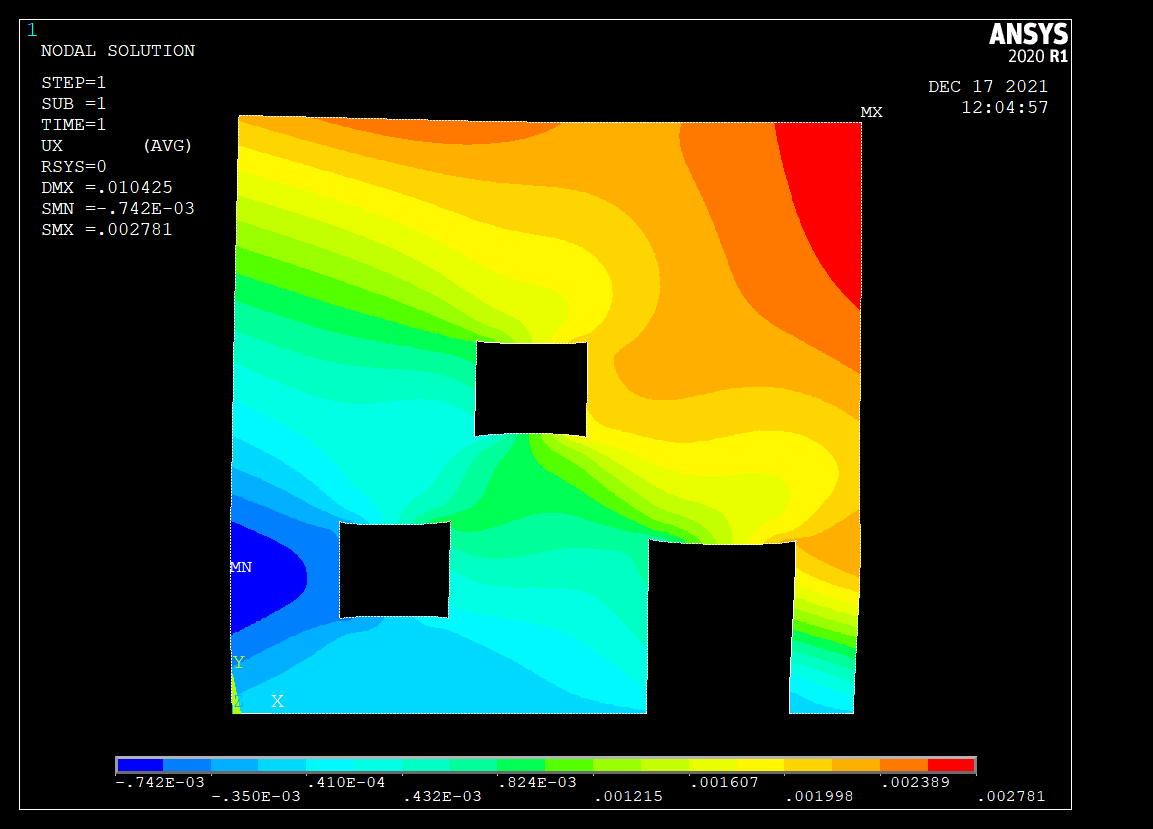 1
NODAL SOLUTION
STEP=1
SUB =1
TIME=1
UX (AVG)
RSYS=0
DMX =.010425
SMN =-.742E-03
SMX =.002781
ANSYS
2020 R1
DEC 17 2021
12:04:57
MX
MN
Y
X
-.742E-03 .410E-04 .824E-03 .001607 .002389
-.350E-03 .432E-03 .001215 .001998 .002781